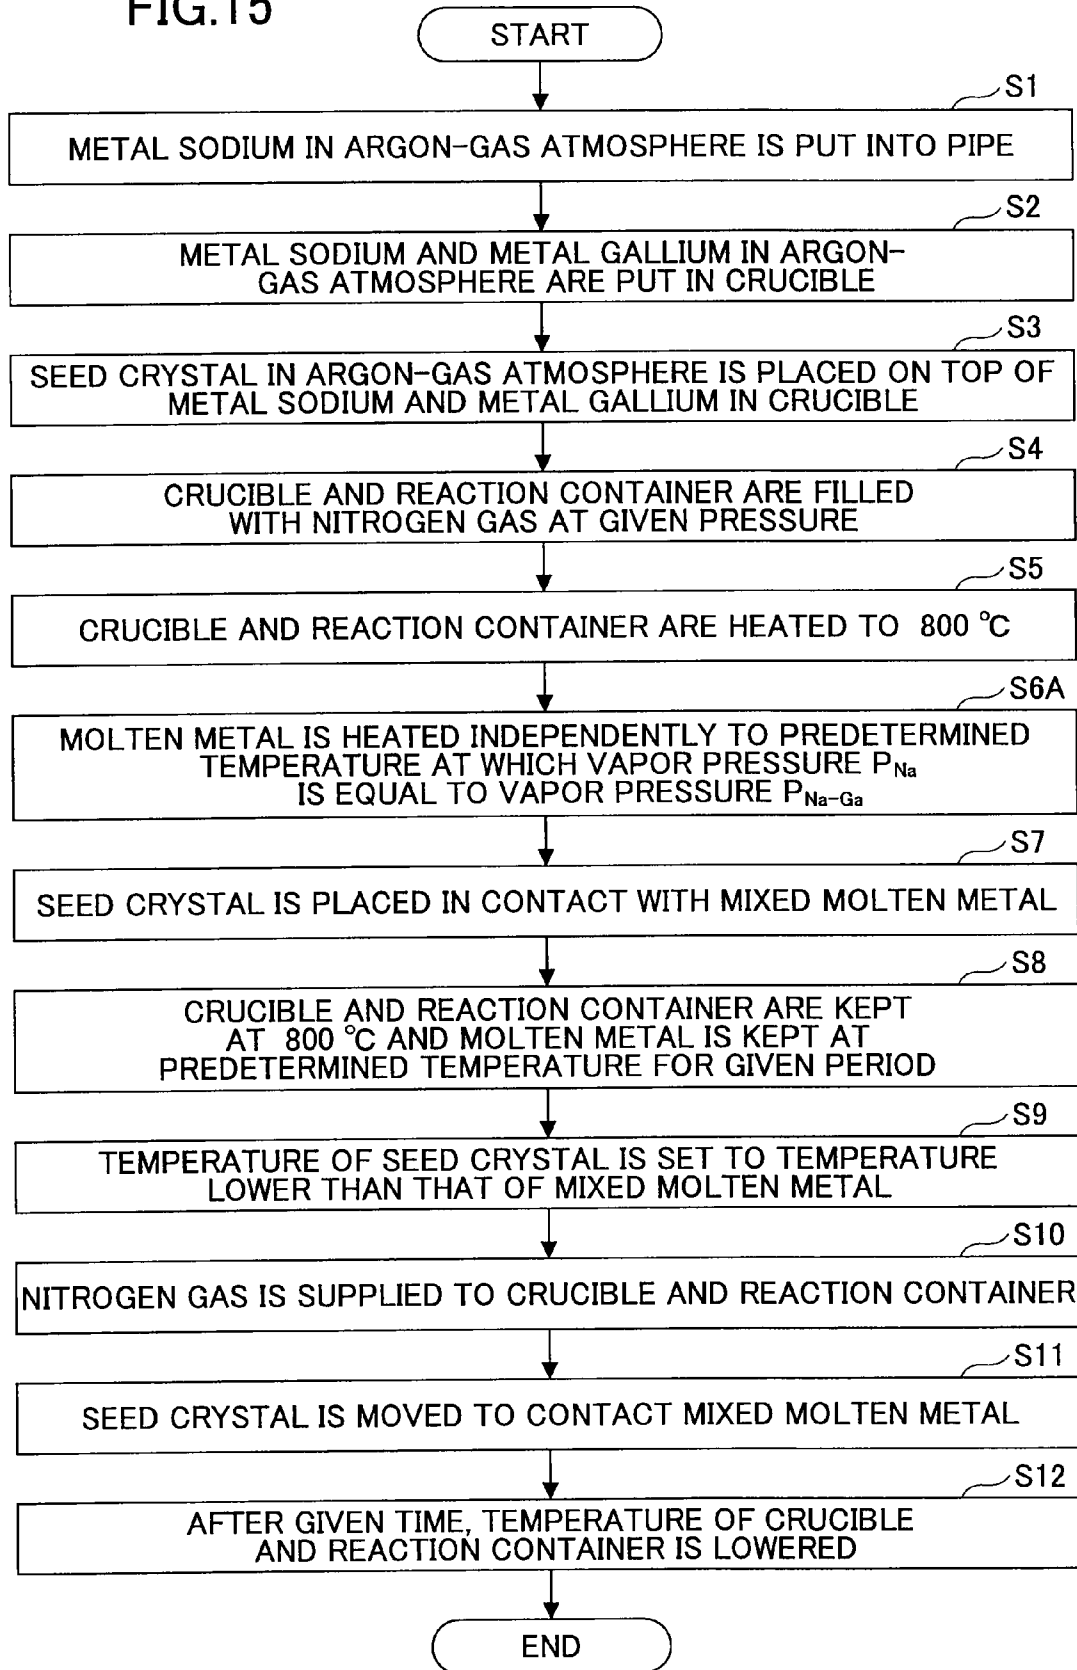 FIG.15
START
S1
METAL SODIUM IN ARGON-GAS ATMOSPHERE IS PUT INTO PIPE
S2
METAL SODIUM AND METAL GALLIUM IN ARGON-
GAS ATMOSPHERE ARE PUT IN CRUCIBLE
S3
SEED CRYSTAL IN ARGON-GAS ATMOSPHERE IS PLACED ON TOP OF
METAL SODIUM AND METAL GALLIUM IN CRUCIBLE
S4
CRUCIBLE AND REACTION CONTAINER ARE FILLED
WITH NITROGEN GAS AT GIVEN PRESSURE
S5
CRUCIBLE AND REACTION CONTAINER ARE HEATED TO 800 ℃
S6A
MOLTEN METAL IS HEATED INDEPENDENTLY TO PREDETERMINED
TEMPERATURE AT WHICH VAPOR PRESSURE PNa
IS EQUAL TO VAPOR PRESSURE PNa-Ga
S7
SEED CRYSTAL IS PLACED IN CONTACT WITH MIXED MOLTEN METAL
S8
CRUCIBLE AND REACTION CONTAINER ARE KEPT
AT 800 ℃ AND MOLTEN METAL IS KEPT AT
PREDETERMINED TEMPERATURE FOR GIVEN PERIOD
S9
TEMPERATURE OF SEED CRYSTAL IS SET TO TEMPERATURE
LOWER THAN THAT OF MIXED MOLTEN METAL
S10
NITROGEN GAS IS SUPPLIED TO CRUCIBLE AND REACTION CONTAINER
S11
SEED CRYSTAL IS MOVED TO CONTACT MIXED MOLTEN METAL
S12
AFTER GIVEN TIME, TEMPERATURE OF CRUCIBLE
AND REACTION CONTAINER IS LOWERED
END